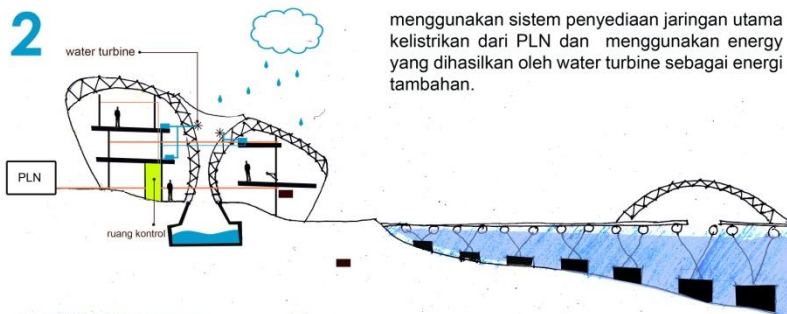 2
menggunakan sistem penyediaan jaringan utama
kelistrikan dari PLN dan menggunakan energy
yang dihasilkan oleh water turbine sebagai energi
tambahan.
water turbine
PLN
ruang kontrol